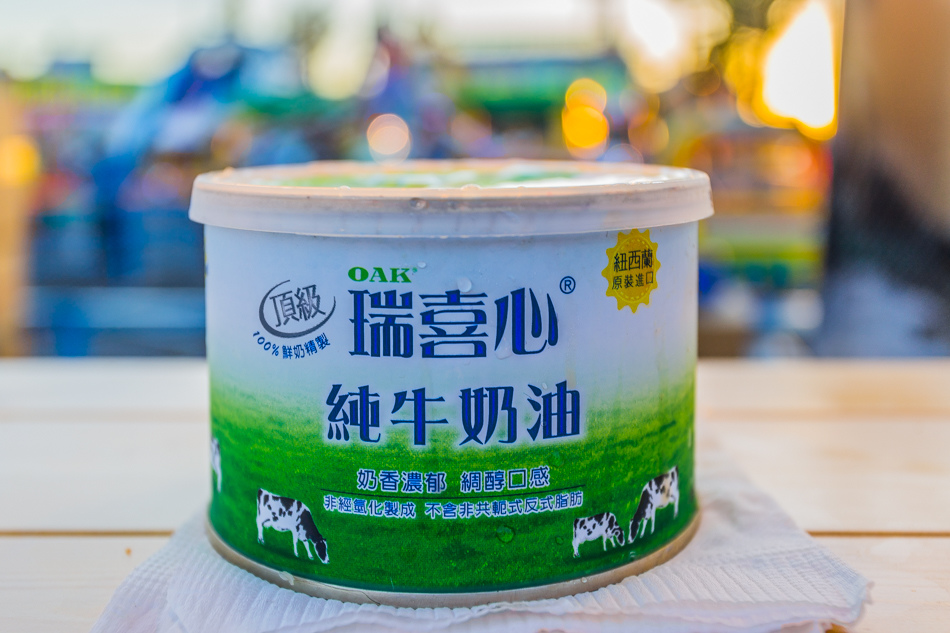 OAK
頂級
100%鮮奶精製
瑞喜心®
紐西蘭
原裝進口
純牛奶油
奶香濃郁 綢醇口感
非經氫化製成 不含非共軛式反式脂肪